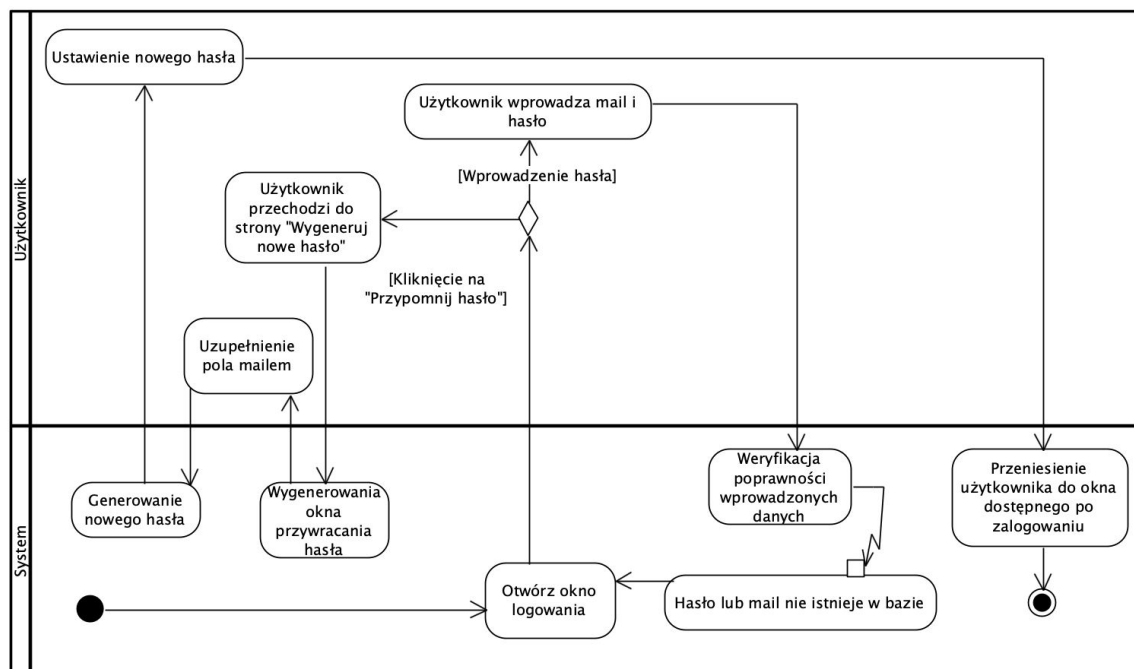 Użytkownik
Ustawienie nowego hasła
Użytkownik wprowadza mail i
hasło
[Wprowadzenie hasła]
Użytkownik
przechodzi do
strony "Wygeneruj
nowe hasło"
[Kliknięcie na
"Przypomnij hasło"]
Uzupełnienie
pola mailem
System
Generowanie
nowego hasła
Wygenerowania
okna
przywracania
hasła
Weryfikacja
poprawności
wprowadzonych
danych
Przeniesienie
użytkownika do okna
dostępnego po
zalogowaniu
Otwórz okno
logowania
Hasło lub mail nie istnieje w bazie